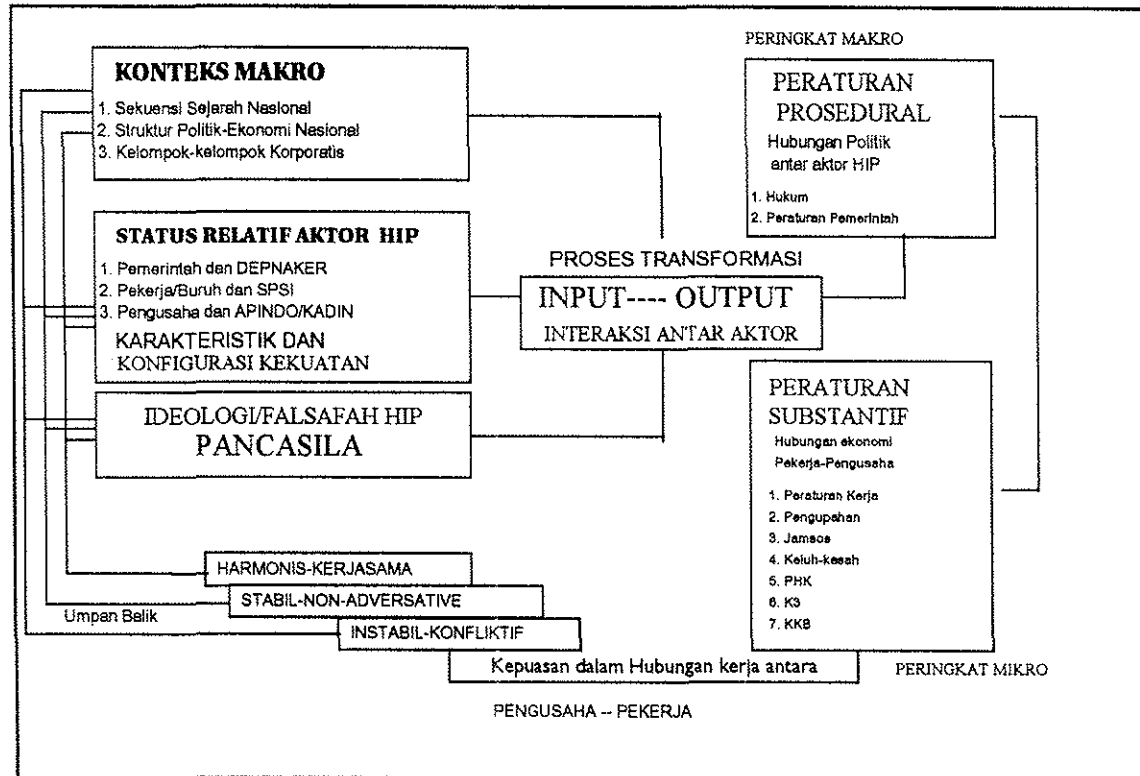 KONTEKS MAKRO
1. Sekuensi Sejarah Nasional
2. Struktur Politik-Ekonomi Nasional
3. Kelompok-kelompok Korporatis
STATUS RELATIF AKTOR HIP
1. Pemerintah dan DEPNAKER
2. Pekerja/Buruh dan SPSI
3. Pengusaha dan APINDO/KADIN
KARAKTERISTIK DAN
KONFIGURASI KEKUATAN
IDEOLOGI/FALSAFAH HIP
PANCASILA
PROSES TRANSFORMASI
INPUT---- OUTPUT
INTERAKSI ANTAR AKTOR
PERINGKAT MAKRO
PERATURAN
PROSEDURAL
Hubungan Politik
antar aktor HIP
1. Hukum
2. Peraturan Pemerintah
PERATURAN
SUBSTANTIF
Hubungan ekonomi
Pekerja-Pengusaha
1. Peraturan Kerja
2. Pengupahan
3. Jamsos
4. Keluh-kesah
5. PHK
6. K3
7. KKB
PERINGKAT MIKRO
HARMONIS-KERJASAMA
STABIL-NON-ADVERSATIVE
INSTABIL-KONFLIKTIF
Umpan Balik
Kepuasan dalam Hubungan kerja antara
PENGUSAHA -- PEKERJA